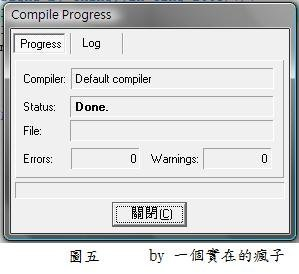 Compile Progress
Progress
Log
Compiler: Default compiler
Status: Done.
File:
Errors: 0 Warnings: 0
關閉(C)
圖五 by 一個實在的瘋子